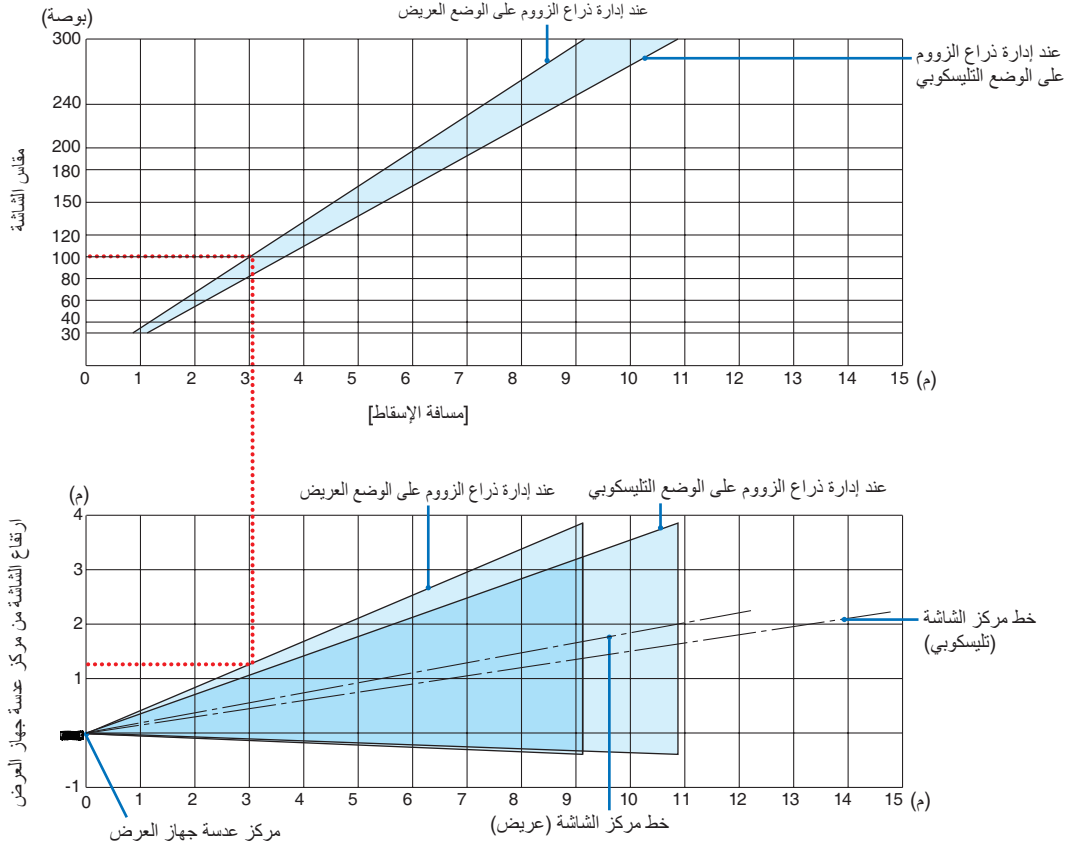 (بوصة)
عند إدارة ذراع الزووم على الوضع العريض
عند إدارة ذراع الزووم
على الوضع التليسكوبي
مقاس الشاشة
300
240
200
180
150
120
100
80
60
40
30
0 1 2 3 4 5 6 7 8 9 10 11 12 13 14 15 (م)
[مسافة الإسقاط]
(م)
عند إدارة ذراع الزووم على الوضع العريض
عند إدارة ذراع الزووم على الوضع التليسكوبي
ارتفاع الشاشة من مركز عدسة جهاز العرض
4
3
2
1
-1
خط مركز الشاشة
(تليسكوبي)
0 1 2 3 4 5 6 7 8 9 10 11 12 13 14 15 (م)
خط مركز الشاشة (عريض)
مركز عدسة جهاز العرض